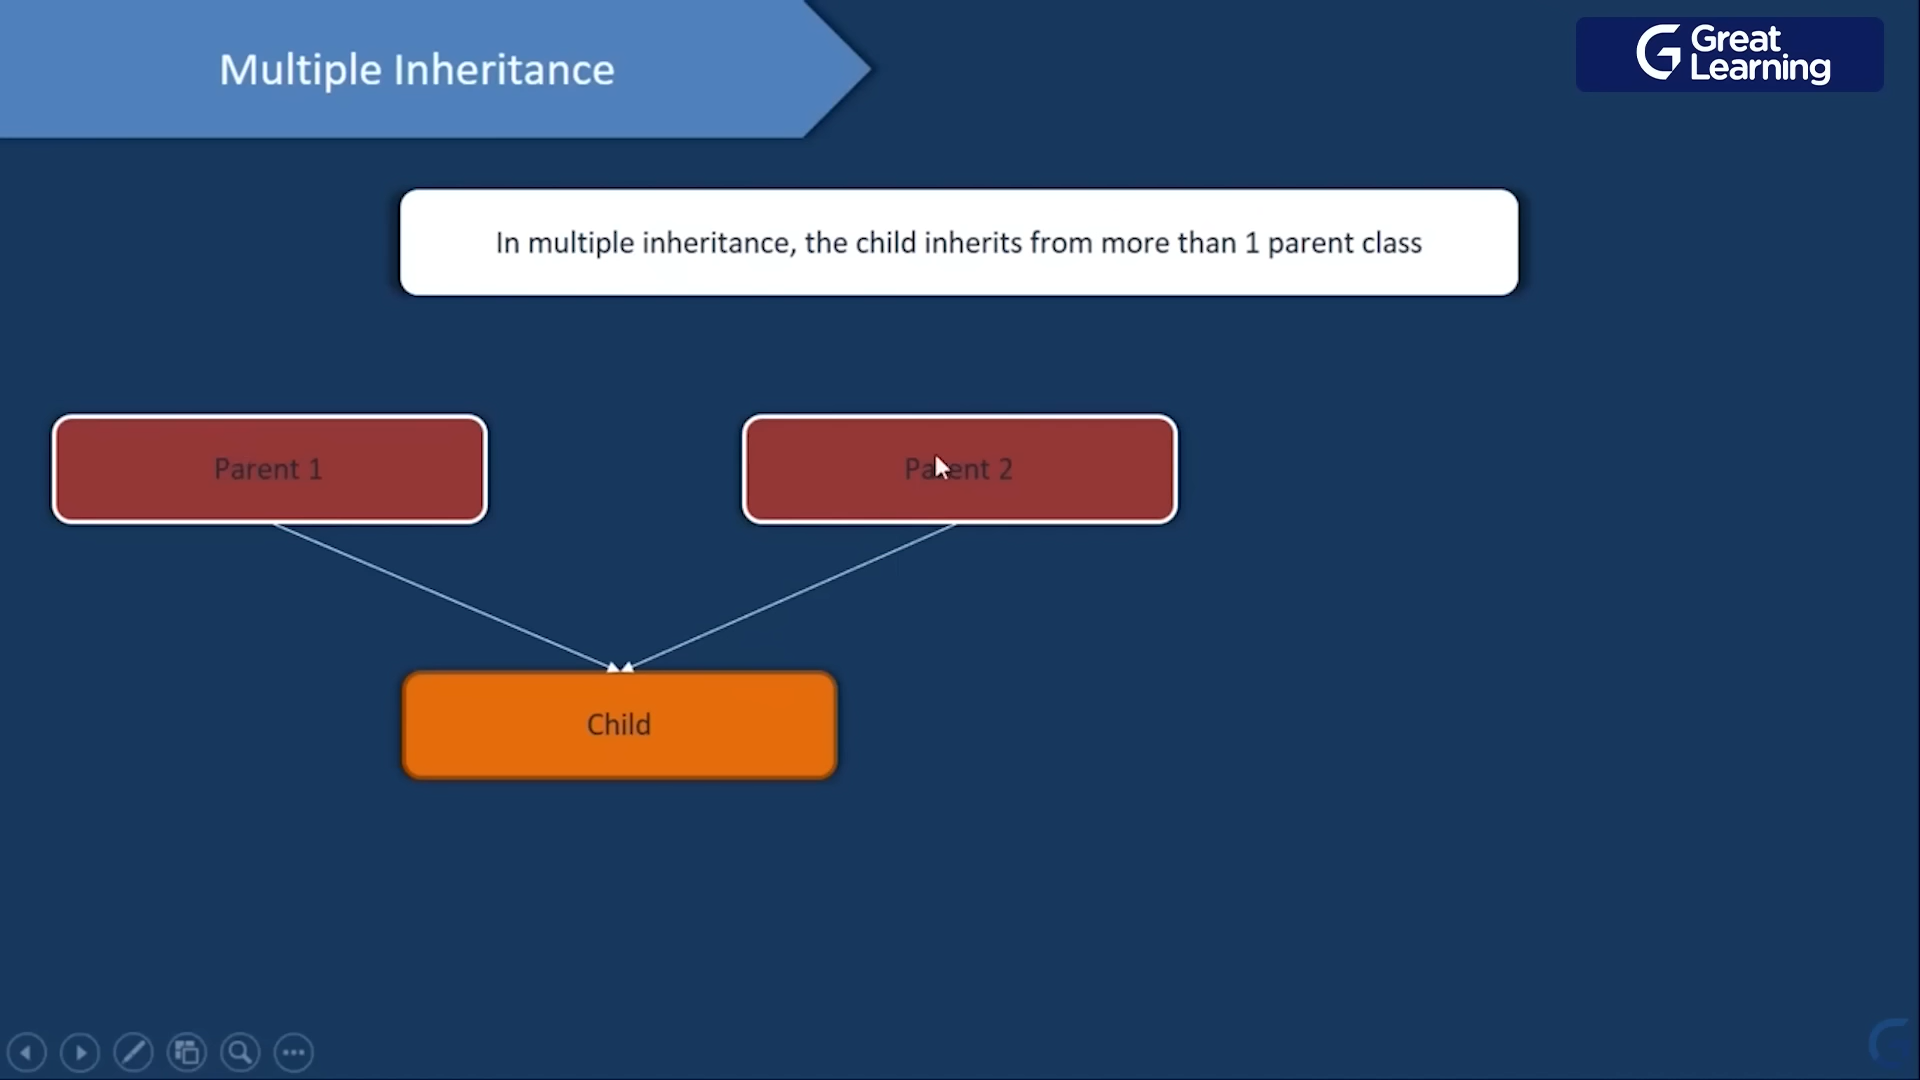 Multiple Inheritance
Great
Learning
In multiple inheritance, the child inherits from more than 1 parent class
Parent 1
Parent 2
Child